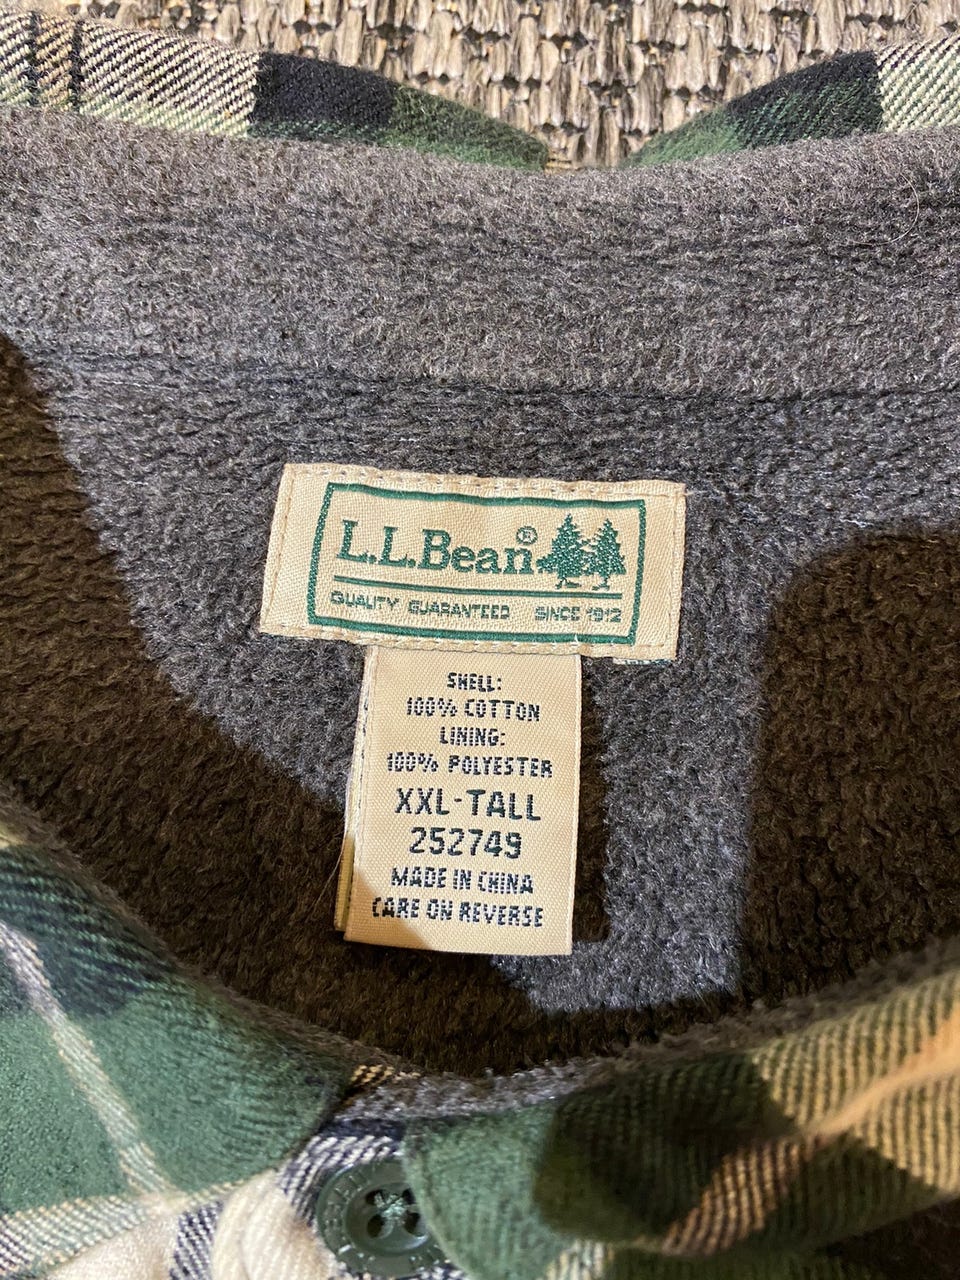 L.L.Bean®
QUALITY GUARANTEED SINCE 1912
SHELL:
100% COTTON
LINING:
100% POLYESTER
XXL-TALL
252749
MADE IN CHINA
CARE ON REVERSE